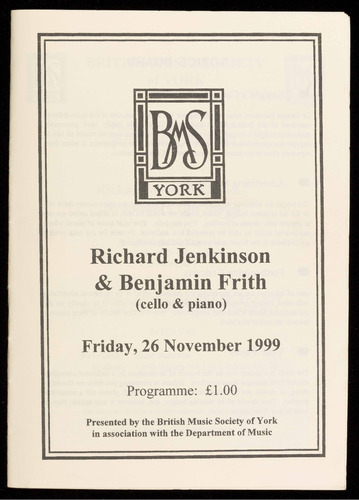 BMS
YORK
Richard Jenkinson
& Benjamin Frith
(cello & piano)
Friday, 26 November 1999
Programme: £1.00
Presented by the British Music Society of York
in association with the Department of Music